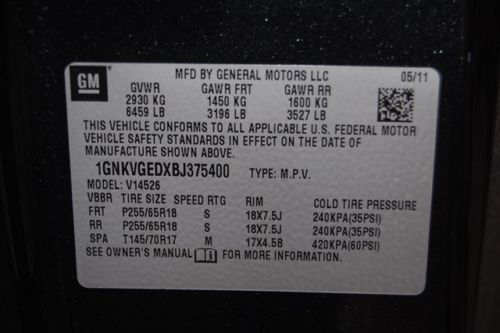 GM
MFD BY GENERAL MOTORS LLC 05/11
GVWR GAWR FRT GAWR RR
2930 KG 1450 KG 1600 KG
6459 LB 3196 LB 3527 LB
THIS VEHICLE CONFORMS TO ALL APPLICABLE U.S. FEDERAL MOTOR
VEHICLE SAFETY STANDARDS IN EFFECT ON THE DATE OF
MANUFACTURE SHOWN ABOVE.
1GNKVGEDXBJ375400 TYPE: M.P.V.
MODEL: V14526
VBBR TIRE SIZE SPEED RTG RIM COLD TIRE PRESSURE
FRT P255/65R18 S 18X7.5J 240KPA(35PSI)
RR P255/65R18 S 18X7.5J 240KPA(35PSI)
SPA T145/70R17 M 17X4.5B 420KPA(60PSI)
SEE OWNER'S MANUAL FOR MORE INFORMATION.